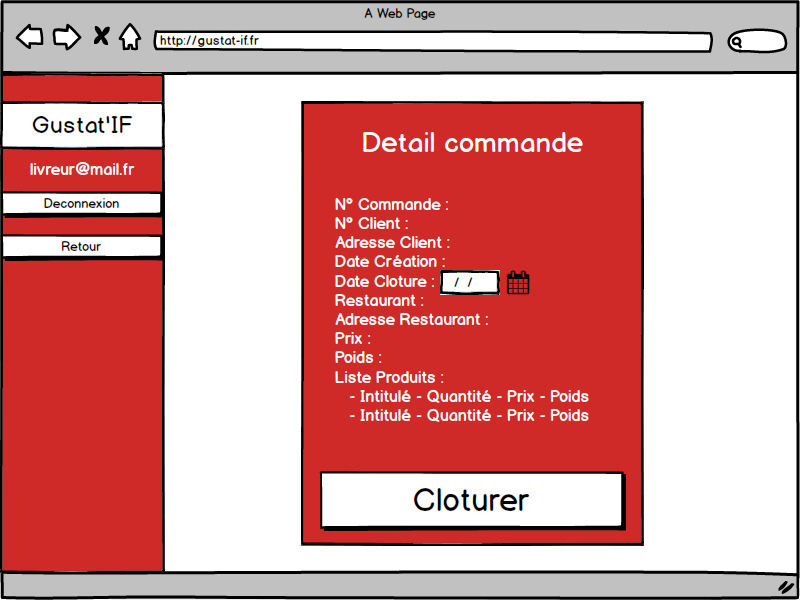 A Web Page
http://gustat-if.fr
Gustat'IF
livreur@mail.fr
Deconnexion
Retour
Detail commande
N° Commande :
N° Client :
Adresse Client :
Date Création :
Date Cloture : / /
Restaurant :
Adresse Restaurant :
Prix :
Poids :
Liste Produits :
- Intitulé - Quantité - Prix - Poids
- Intitulé - Quantité - Prix - Poids
Cloturer